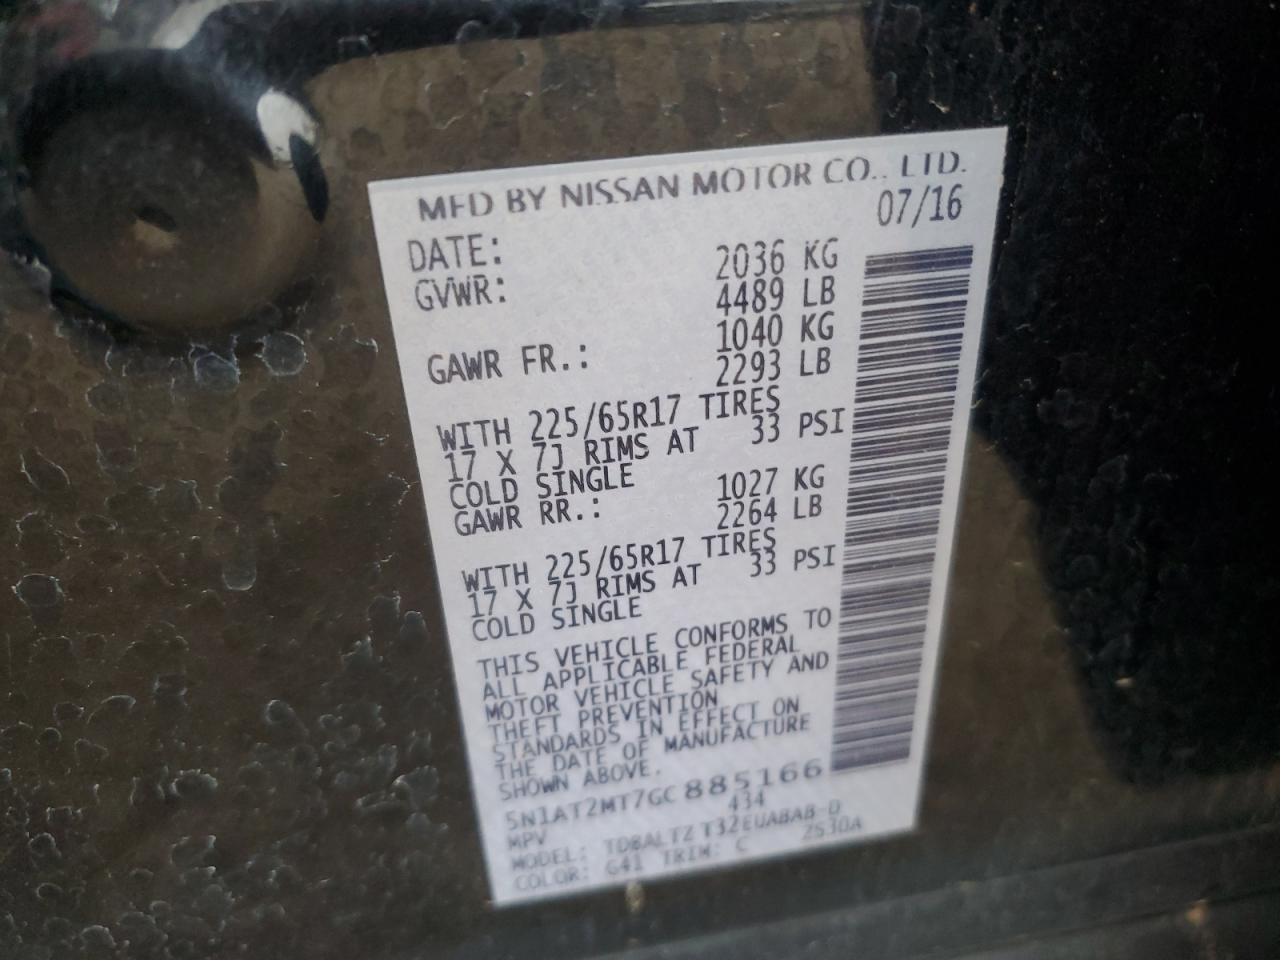 MFD BY NISSAN MOTOR CO., LTD.
DATE: 07/16
GVWR: 2036 KG
4489 LB
GAWR FR.: 1040 KG
2293 LB
WITH 225/65R17 TIRES
17 X 7J RIMS AT 33 PSI
COLD SINGLE
GAWR RR.: 1027 KG
2264 LB
WITH 225/65R17 TIRES
17 X 7J RIMS AT 33 PSI
COLD SINGLE
THIS VEHICLE CONFORMS TO
ALL APPLICABLE FEDERAL
MOTOR VEHICLE SAFETY AND
THEFT PREVENTION
STANDARDS IN EFFECT ON
THE DATE OF MANUFACTURE
SHOWN ABOVE.
5N1AT2MT7GC885166
MPV 434
MODEL: T32EUABAB-D
COLOR: G41 TRIM: C 2S30A